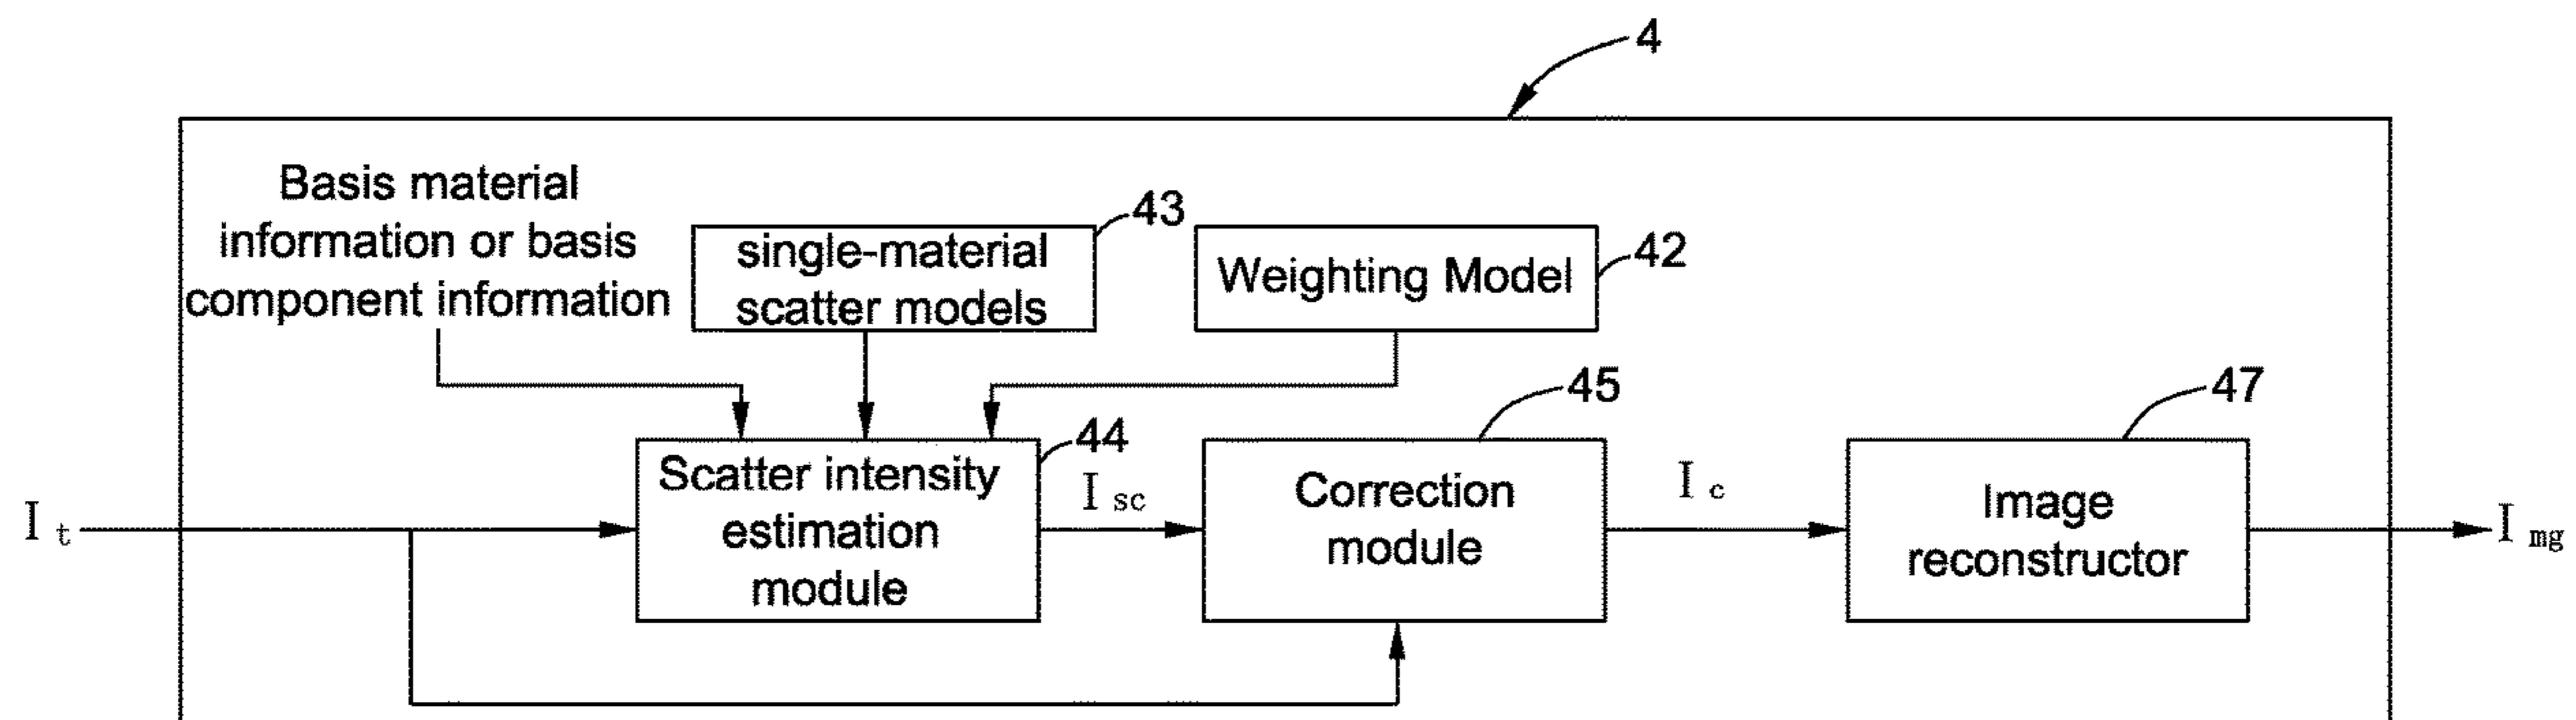 4
Basis material
information or basis
component information
single-material
scatter models
43
Weighting Model
42
Scatter intensity
estimation
module
44
Correction
module
45
Image
reconstructor
47
I t
I sc
I c
I mg